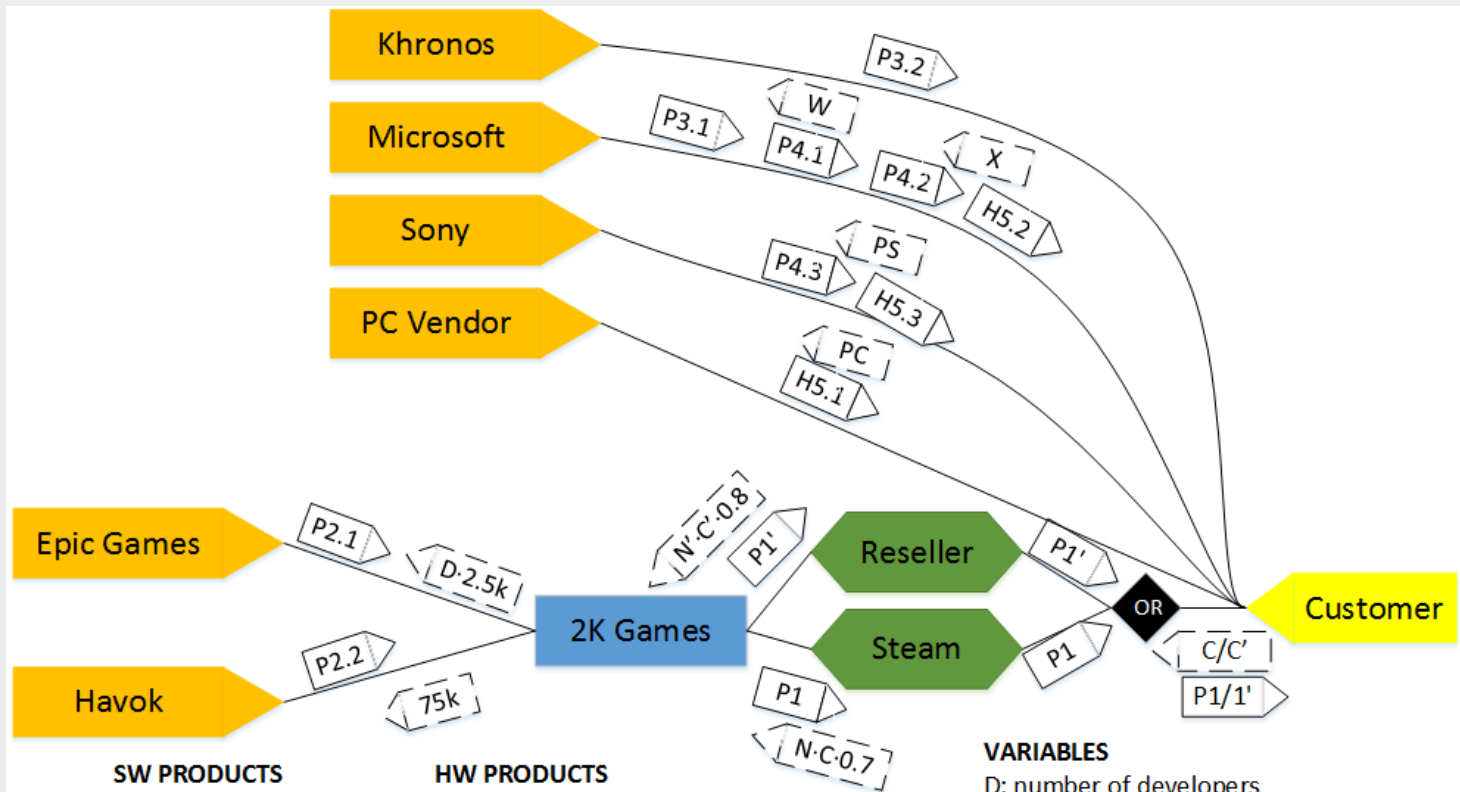 Khronos
P3.2
Microsoft
P3.1
W
P4.1
P4.2
X
H5.2
Sony
P4.3
PS
H5.3
PC Vendor
PC
H5.1
Epic Games
P2.1
D·2.5k
Havok
P2.2
75k
2K Games
N'·C'·0.8
P1'
Reseller
P1'
Steam
P1
P1
N·C·0.7
OR
Customer
C/C'
P1/1'
SW PRODUCTS
HW PRODUCTS
VARIABLES
D: number of developers